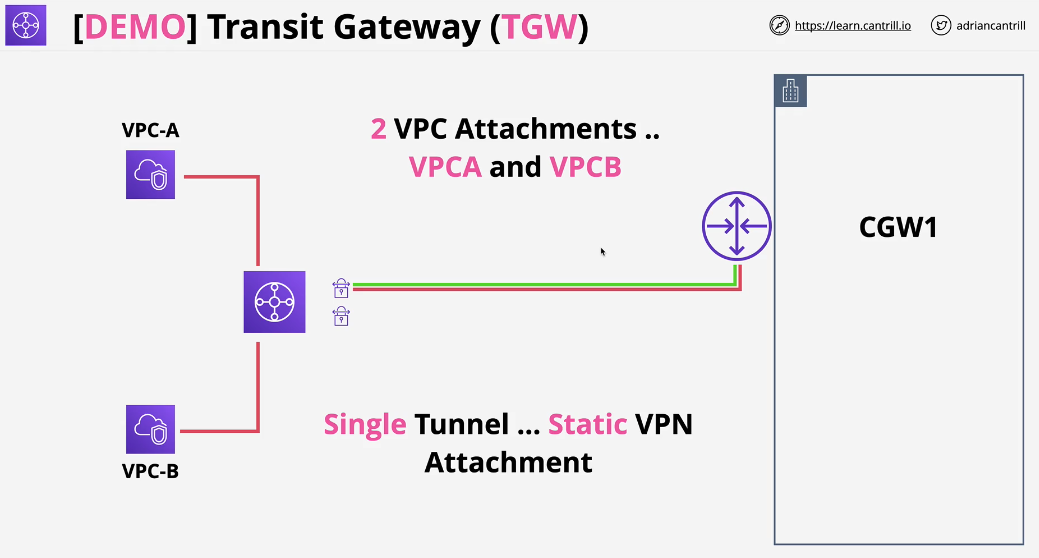 [DEMO] Transit Gateway (TGW)
https://learn.cantrill.io
adriancantrill
VPC-A
2 VPC Attachments ..
VPCA and VPCB
CGW1
Single Tunnel ... Static VPN
Attachment
VPC-B